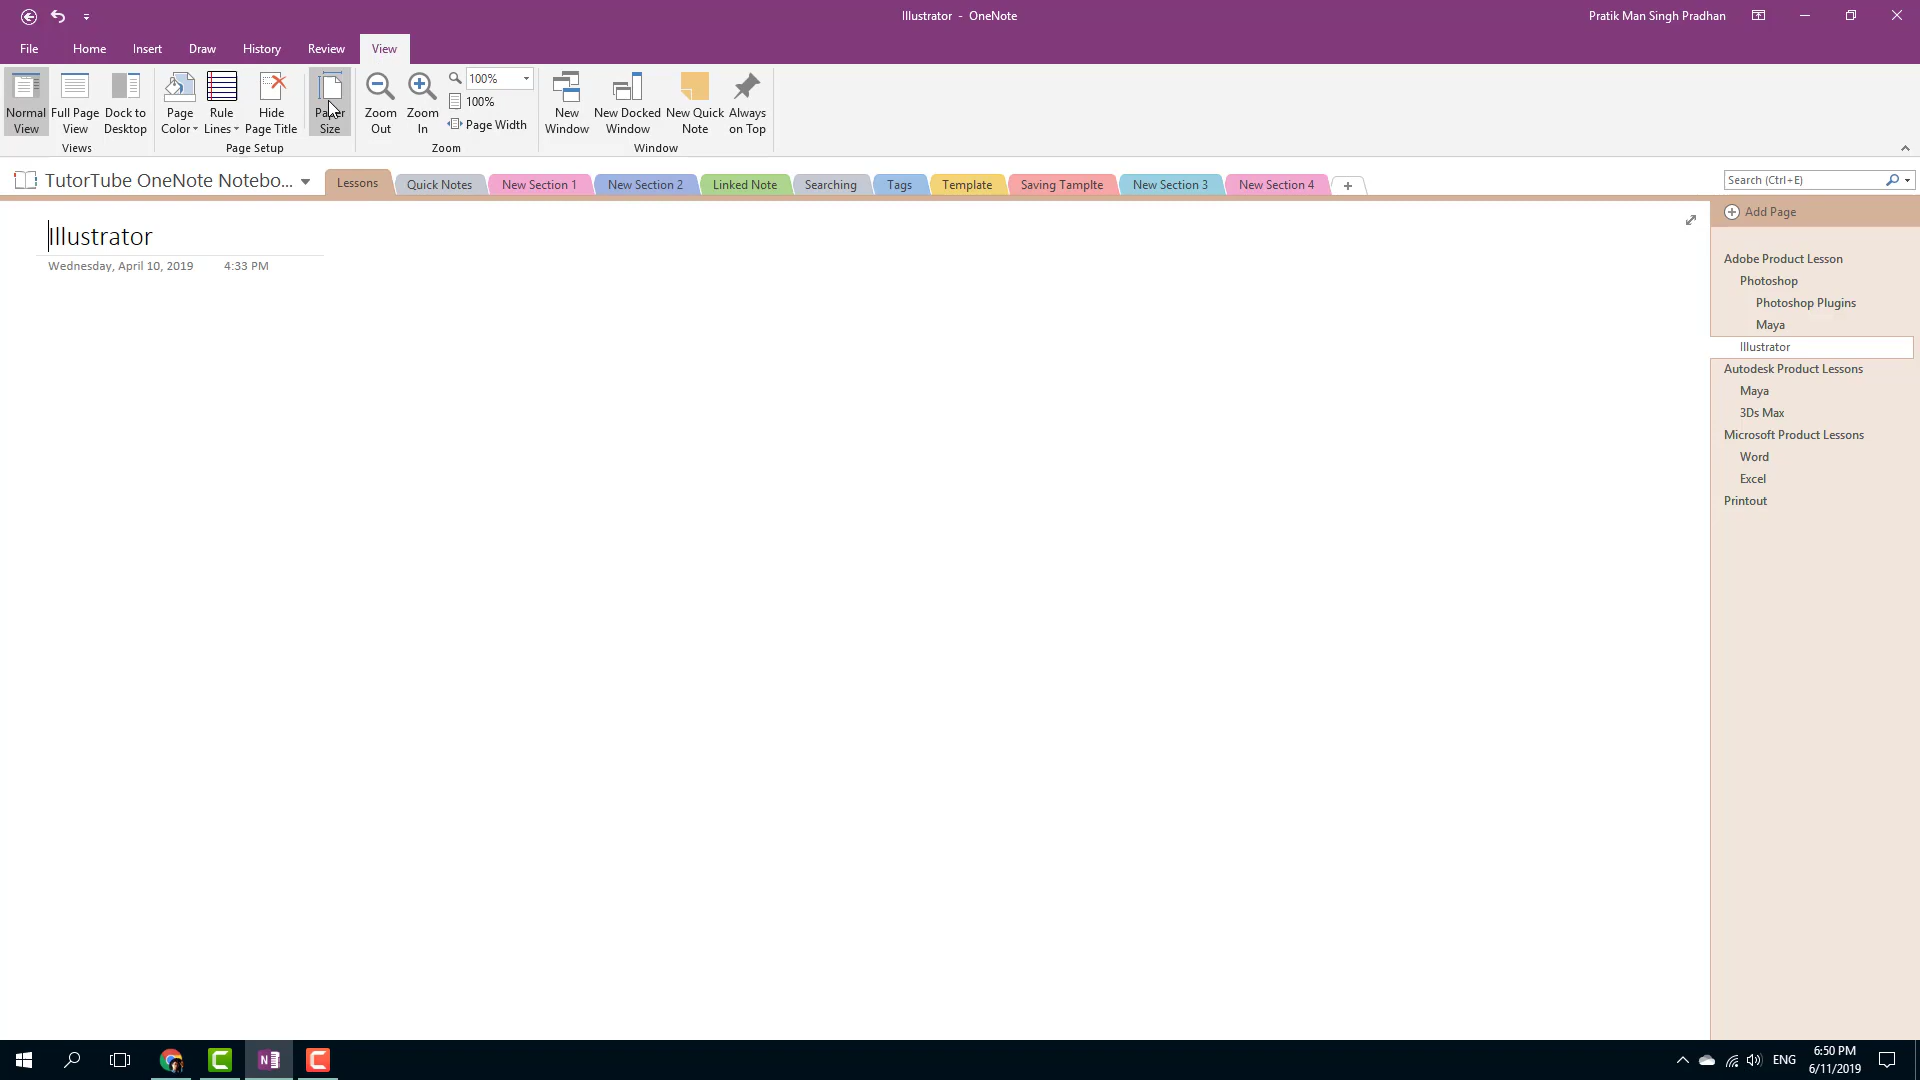 Illustrator - OneNote
Pratik Man Singh Pradhan
File Home Insert Draw History Review View
Normal View
Full Page View
Dock to Desktop
Views
Page Color
Rule Lines
Hide Page Title
Paper Size
Page Setup
Zoom Out
Zoom In
100%
100%
Page Width
Zoom
New Window
New Docked Window
New Quick Note
Always on Top
Window
TutorTube OneNote Notebo...
Lessons
Quick Notes
New Section 1
New Section 2
Linked Note
Searching
Tags
Template
Saving Tamplte
New Section 3
New Section 4
Search (Ctrl+E)
Illustrator
Wednesday, April 10, 2019 4:33 PM
Add Page
Adobe Product Lesson
Photoshop
Photoshop Plugins
Maya
Illustrator
Autodesk Product Lessons
Maya
3Ds Max
Microsoft Product Lessons
Word
Excel
Printout
N
ENG
6:50 PM
6/11/2019